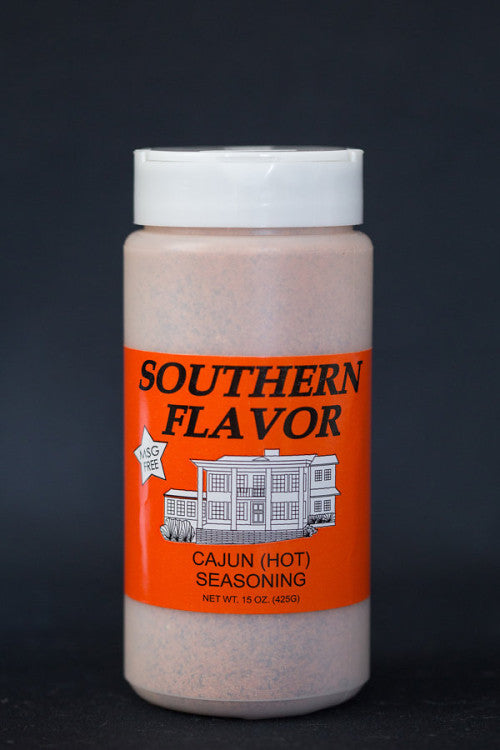 SOUTHERN
FLAVOR
MSG
FREE
CAJUN (HOT)
SEASONING
NET WT. 15 OZ. (425G)